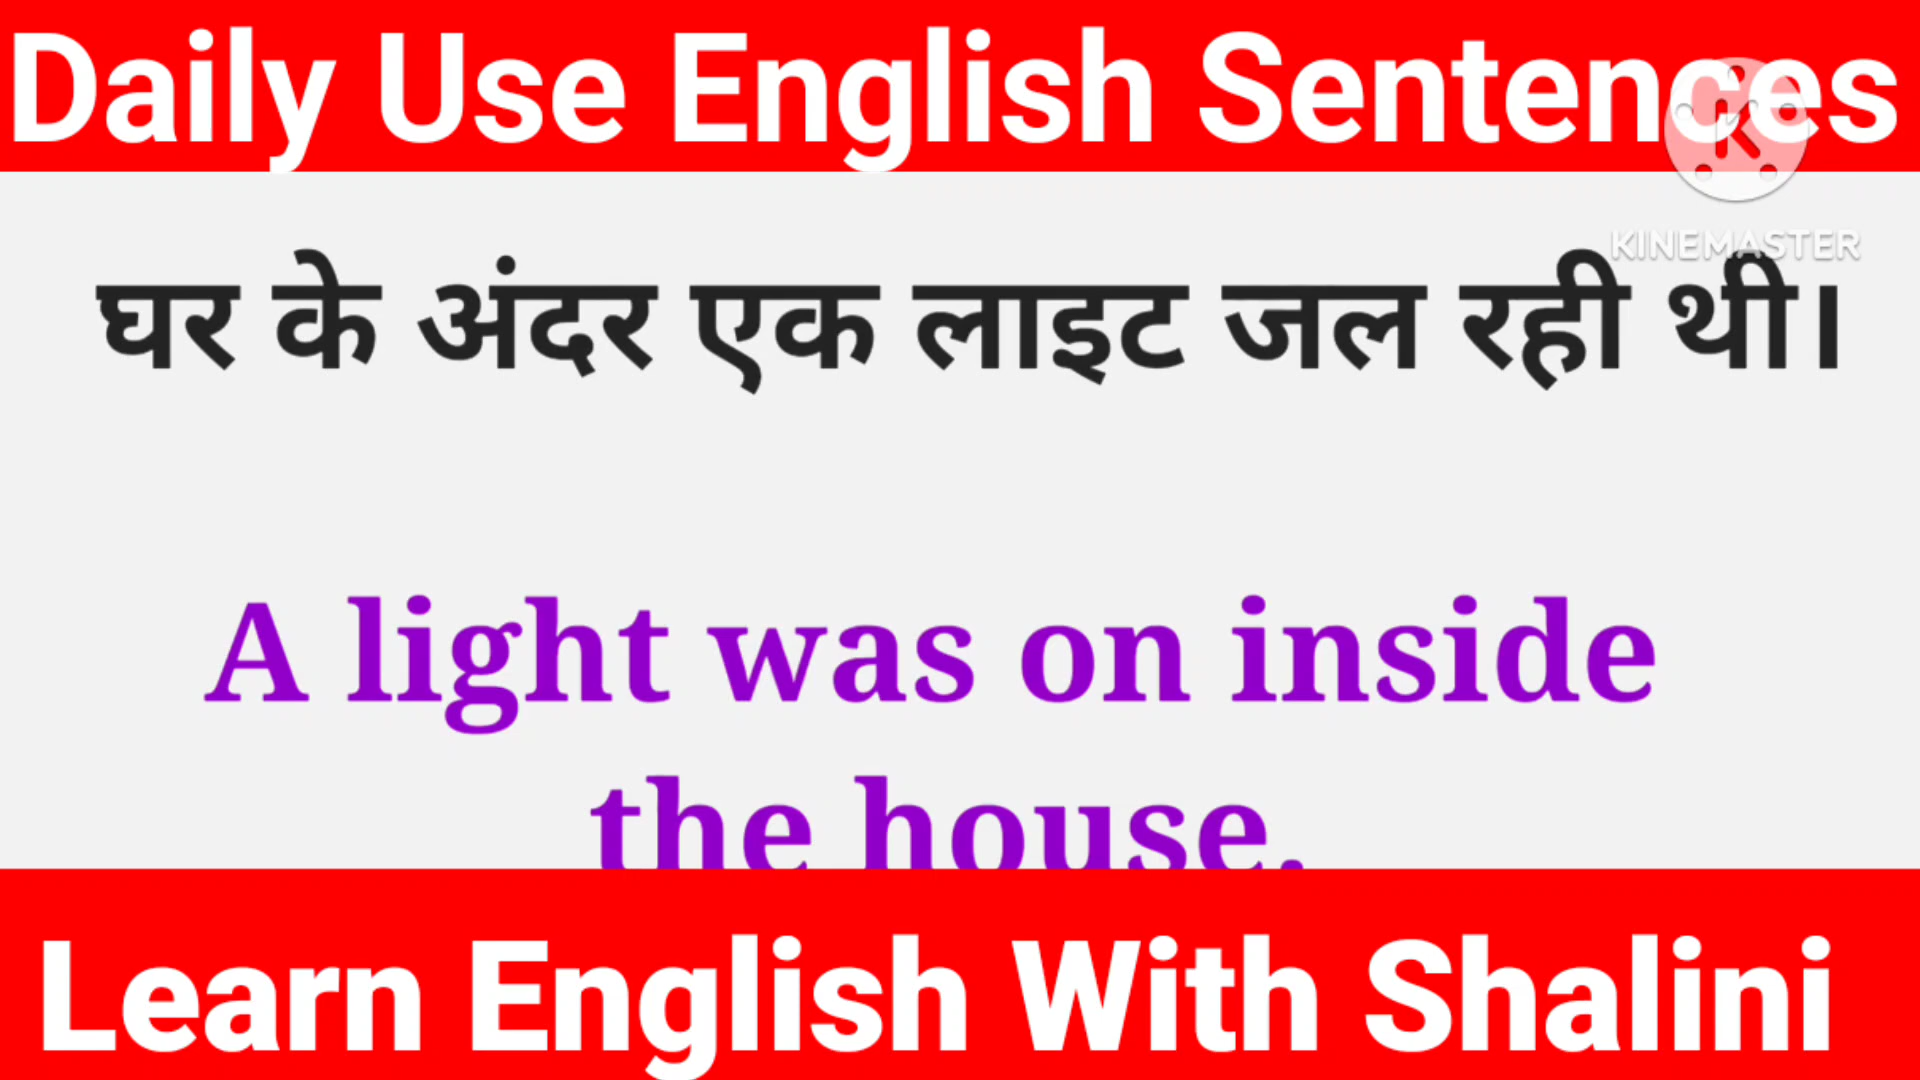 Daily Use English Sentences
KINEMASTER
घर के अंदर एक लाइट जल रही थी।
A light was on inside
the house.
Learn English With Shalini